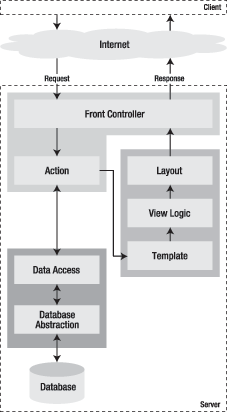 Client
Internet
Request
Response
Front Controller
Action
Layout
View Logic
Template
Data Access
Database
Abstraction
Database
Server